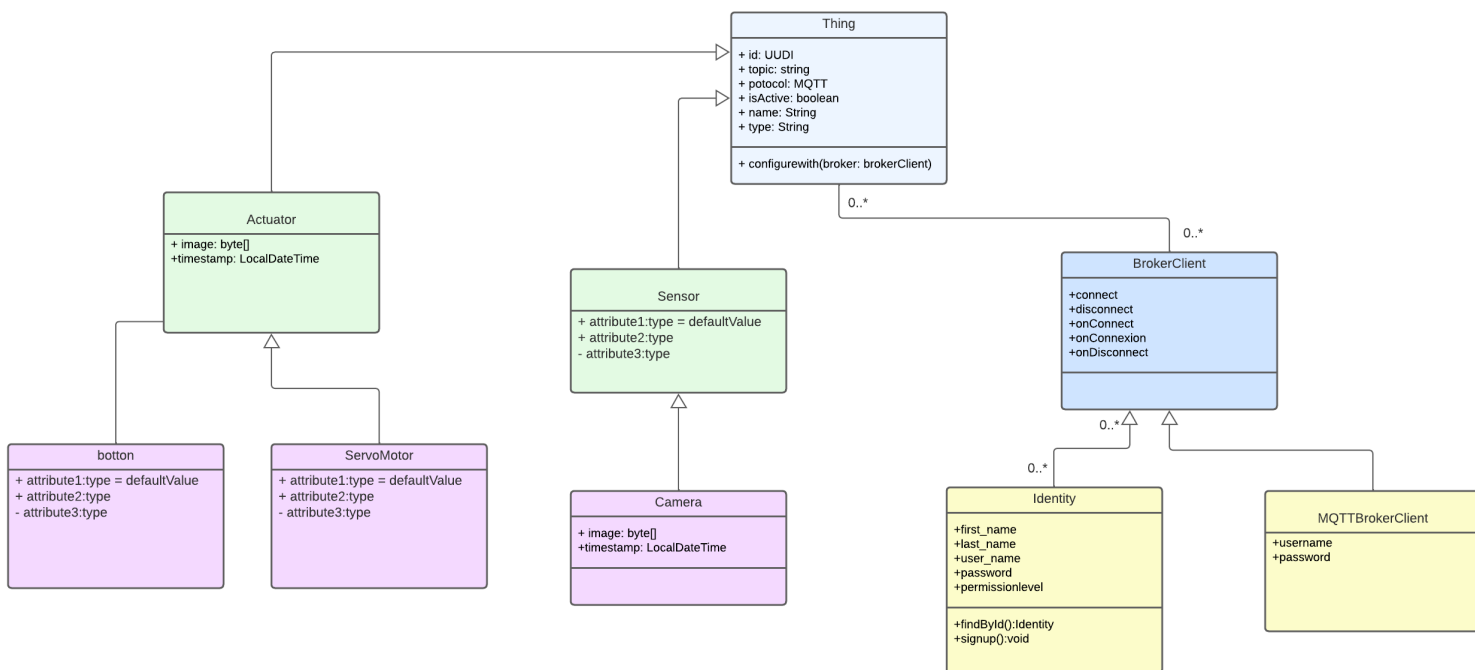 Thing
+ id: UUDI
+ topic: string
+ potocol: MQTT
+ isActive: boolean
+ name: String
+ type: String
+ configurewith(broker: brokerClient)
0..*
0..*
Actuator
+ image: byte[]
+timestamp: LocalDateTime
Sensor
+ attribute1:type = defaultValue
+ attribute2:type
- attribute3:type
BrokerClient
+connect
+disconnect
+onConnect
+onConnexion
+onDisconnect
0..*
0..*
botton
+ attribute1:type = defaultValue
+ attribute2:type
- attribute3:type
ServoMotor
+ attribute1:type = defaultValue
+ attribute2:type
- attribute3:type
Camera
+ image: byte[]
+timestamp: LocalDateTime
Identity
+first_name
+last_name
+user_name
+password
+permissionlevel
+findById():Identity
+signup():void
MQTTBrokerClient
+username
+password